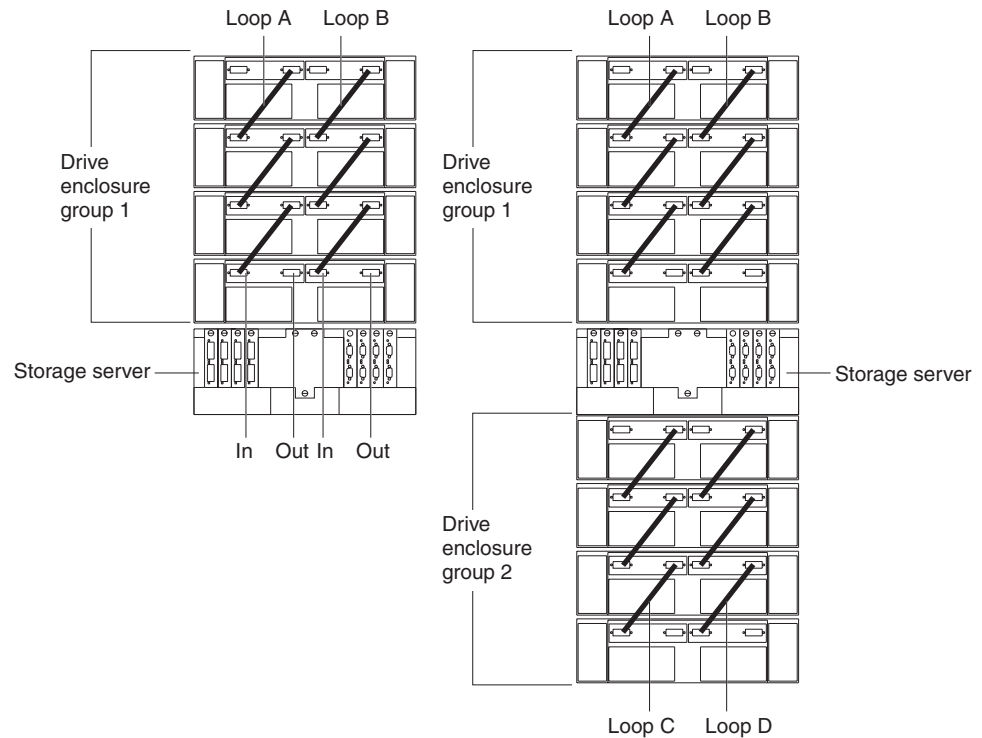 Loop A Loop B
Loop A Loop B
Drive
enclosure
group 1
Drive
enclosure
group 1
Storage server
Storage server
In Out In Out
Drive
enclosure
group 2
Loop C Loop D